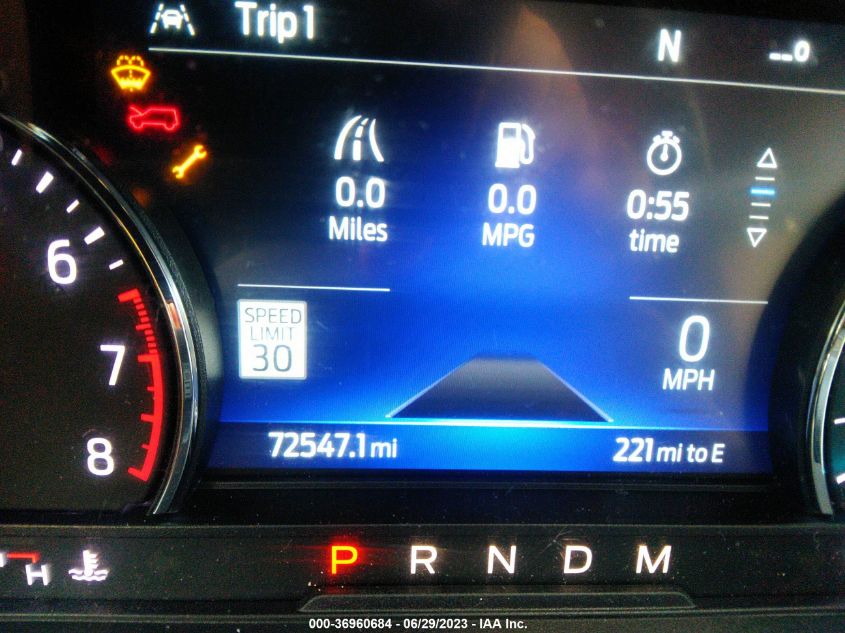 Trip 1
N
--o
0.0
Miles
0.0
MPG
0:55
time
6
7
8
SPEED
LIMIT
30
0
MPH
72547.1 mi
221 mi to E
H
P R N D M
000-36960684 - 06/29/2023 - IAA Inc.